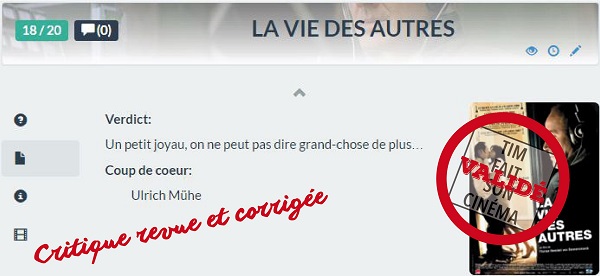 18 / 20
(0)
LA VIE DES AUTRES
Verdict:
Un petit joyau, on ne peut pas dire grand-chose de plus…
Coup de coeur:
Ulrich Mühe
Critique revue et corrigée
TIM
FAIT
VALIDÉ
SON
CINÉMA
LA
VIE
DES
AUTRES